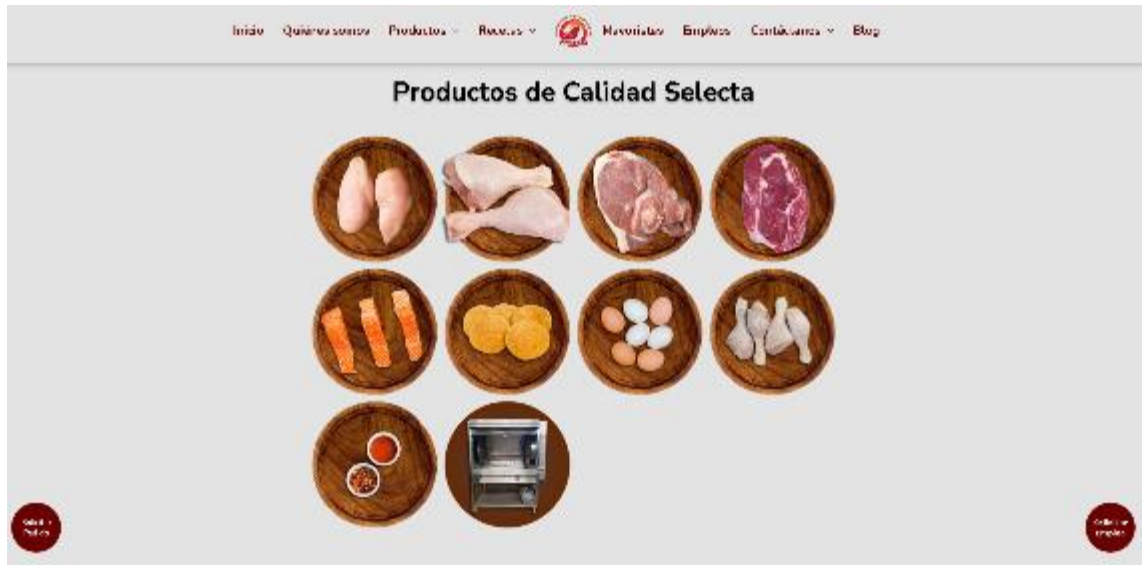 Inicio Quiénes somos Productos Recetas Mayoristas Empleos Contáctanos Blog
Productos de Calidad Selecta